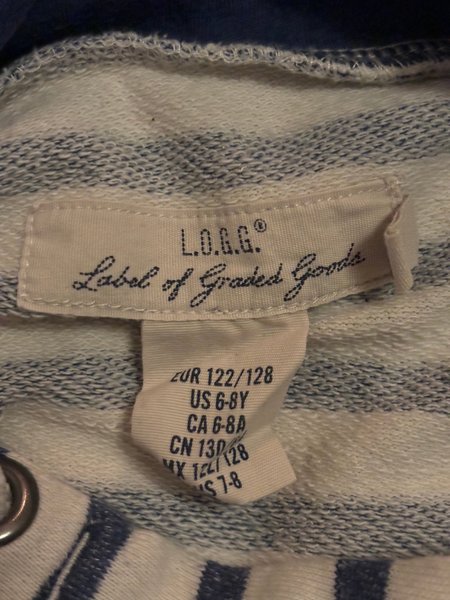 L.O.G.G.®
Label of Graded Goods
EUR 122/128
US 6-8Y
CA 6-8A
CN 130
MX 122/128
7-8